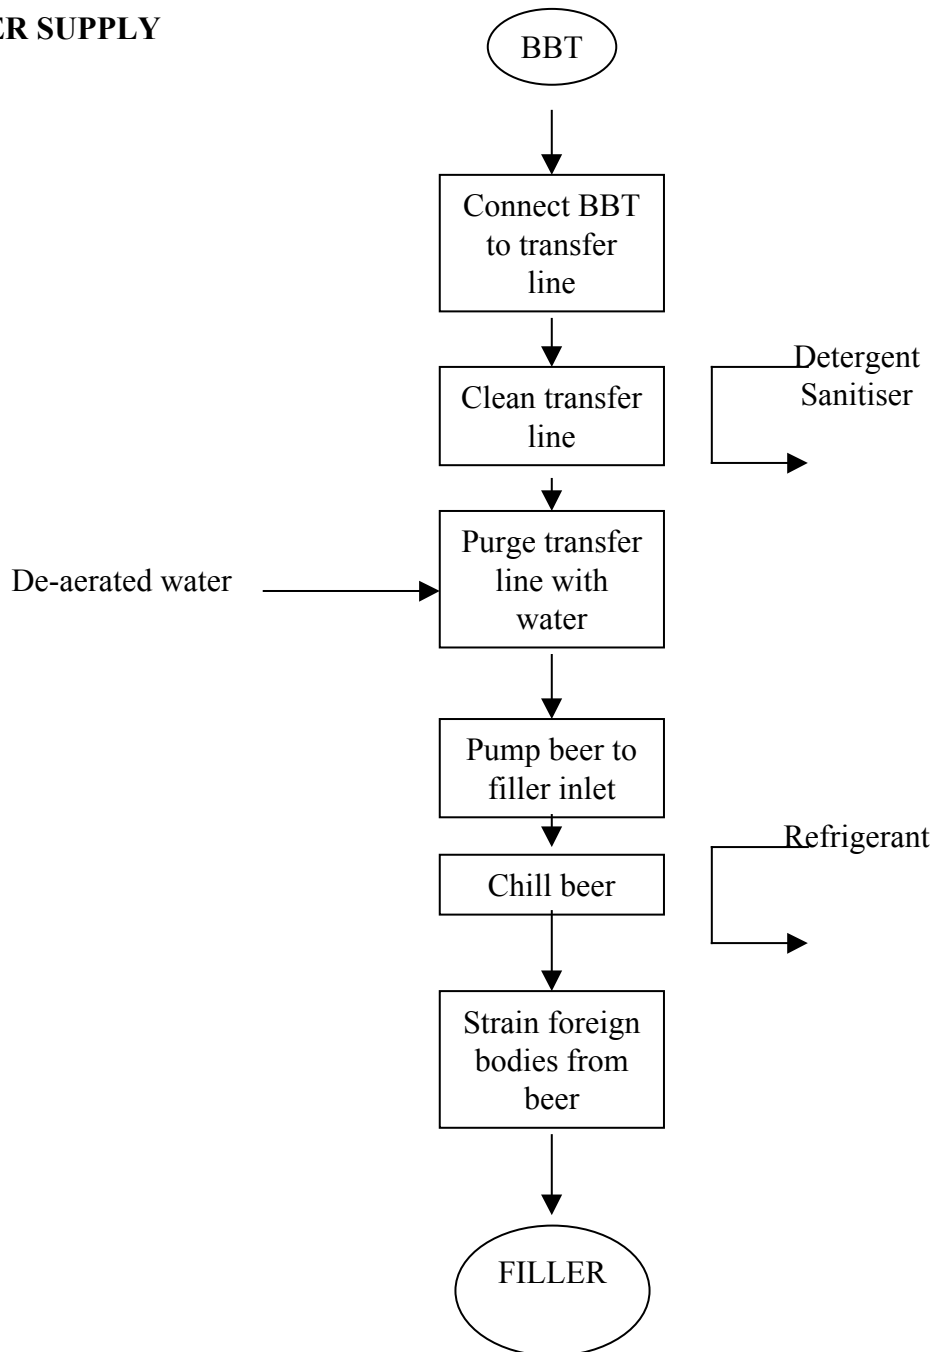 ER SUPPLY
BBT
Connect BBT
to transfer
line
Detergent
Sanitiser
Clean transfer
line
De-aerated water
Purge transfer
line with
water
Pump beer to
filler inlet
Refrigerant
Chill beer
Strain foreign
bodies from
beer
FILLER